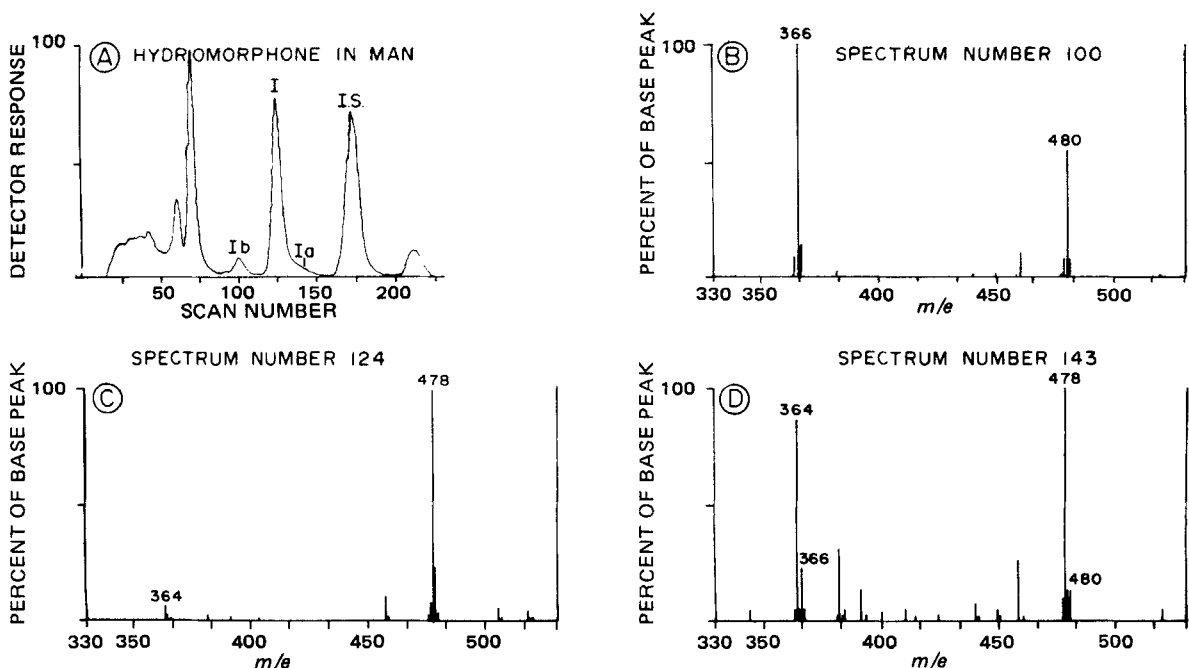 A HYDROMORPHONE IN MAN
DETECTOR RESPONSE
100
I
I.S.
Ib
Ia
50 100 150 200
SCAN NUMBER
B SPECTRUM NUMBER 100
PERCENT OF BASE PEAK
100
366
480
330 350 400 450 500
m/e
SPECTRUM NUMBER 124
C
PERCENT OF BASE PEAK
100
478
364
330 350 400 450 500
m/e
SPECTRUM NUMBER 143
D
PERCENT OF BASE PEAK
100
478
364
366
480
330 350 400 450 500
m/e